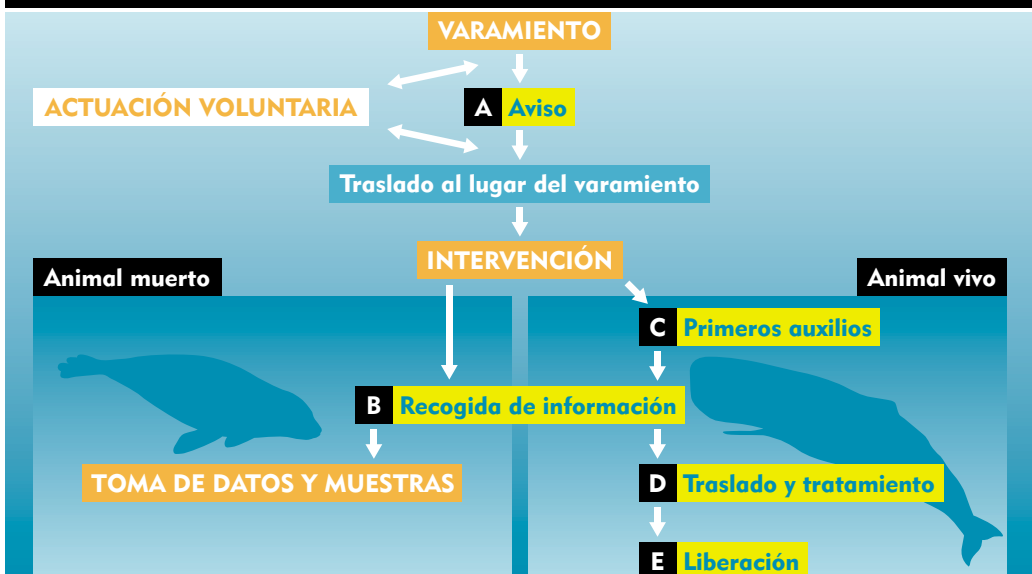 VARAMIENTO
ACTUACIÓN VOLUNTARIA
A Aviso
Traslado al lugar del varamiento
INTERVENCIÓN
Animal muerto
Animal vivo
C Primeros auxilios
B Recogida de información
TOMA DE DATOS Y MUESTRAS
D Traslado y tratamiento
E Liberación